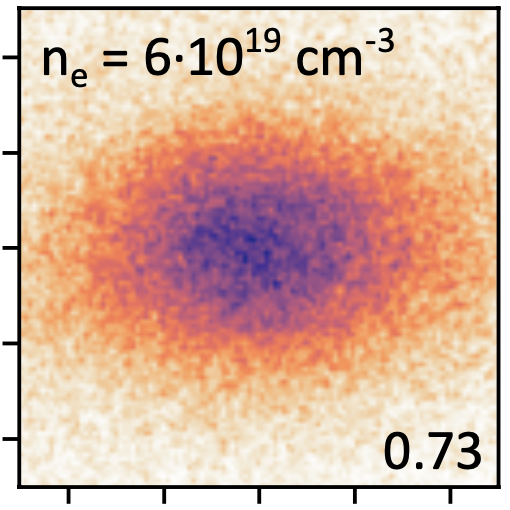 nₑ = 6·10¹⁹ cm⁻³
0.73